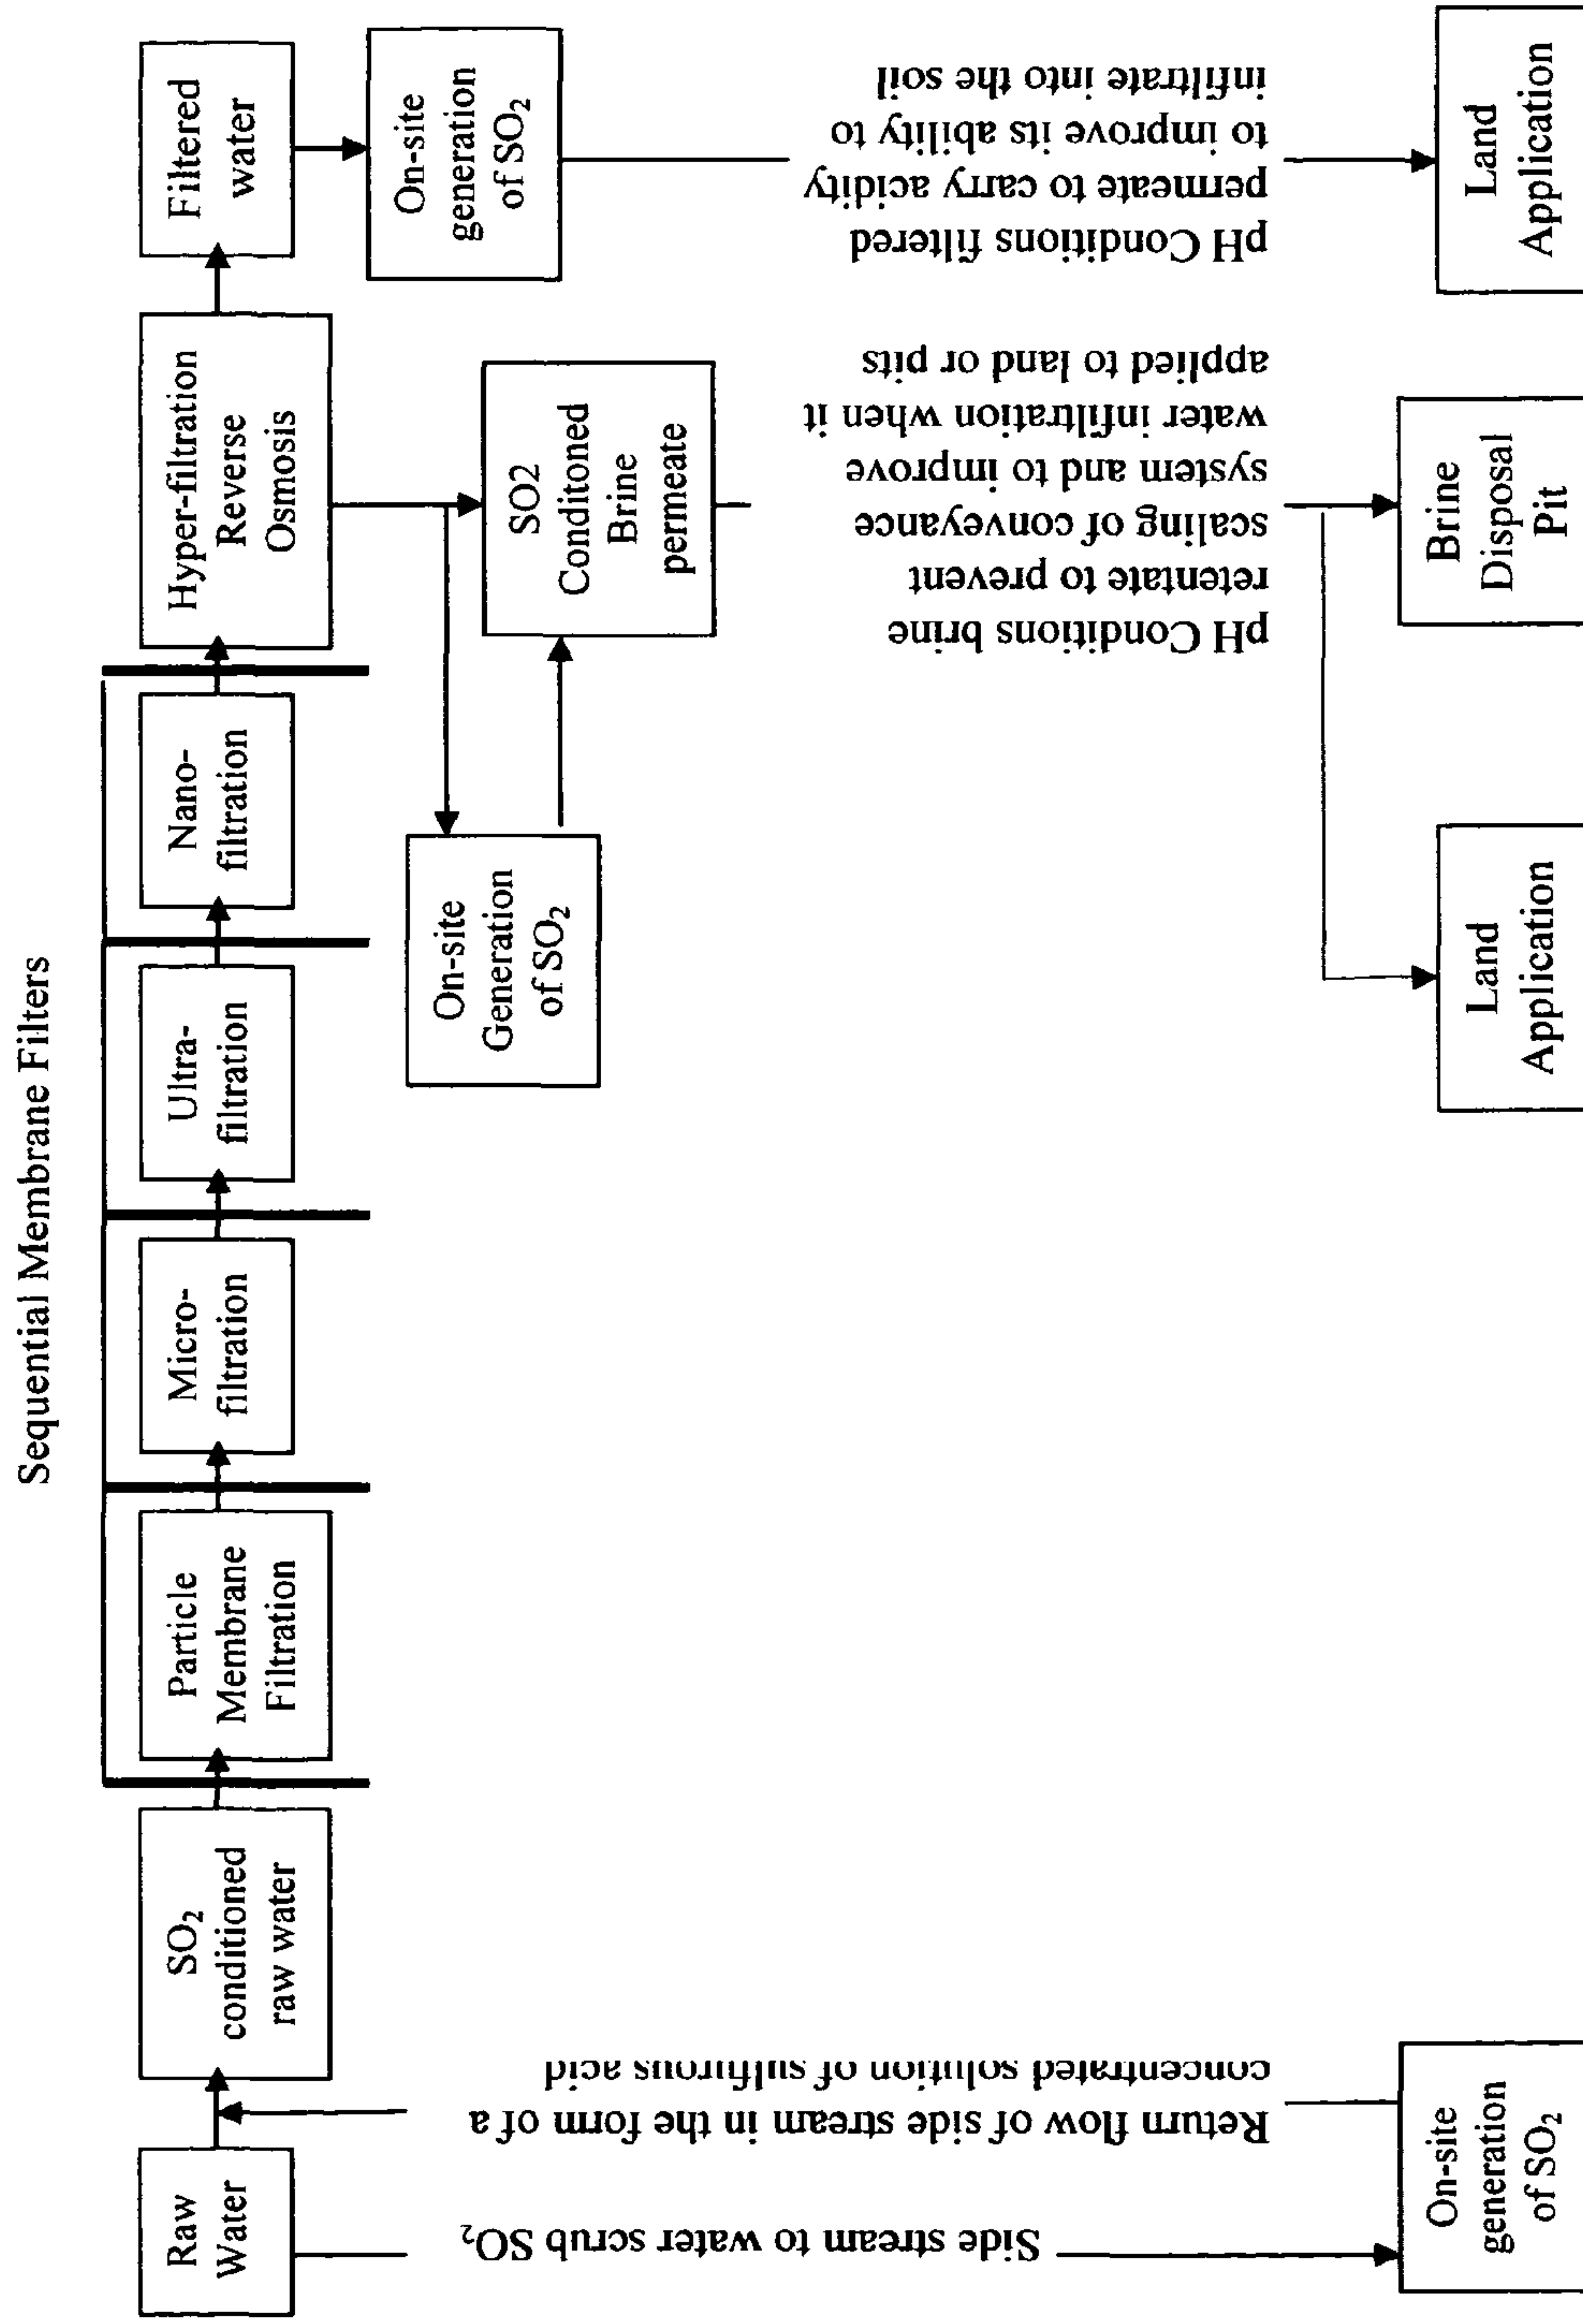 Sequential Membrane Filters
Raw
Water
SO₂
conditioned
raw water
Particle
Membrane
Filtration
Micro-
filtration
Ultra-
filtration
Nano-
filtration
Hyper-filtration
Reverse
Osmosis
Filtered
water
On-site
generation
of SO₂
On-site
Generation
of SO₂
SO2
Conditoned
Brine
permeate
Side stream to water scrub SO₂
Return flow of side stream in the form of a
concentrated solution of sulfurous acid
pH Conditions brine
retentate to prevent
scaling of conveyance
system and to improve
water infiltration when it
applied to land or pits
pH Conditions filtered
permeate to carry acidity
to improve its ability to
infiltrate into the soil
On-site
generation
of SO₂
Land
Application
Brine
Disposal
Pit
Land
Application